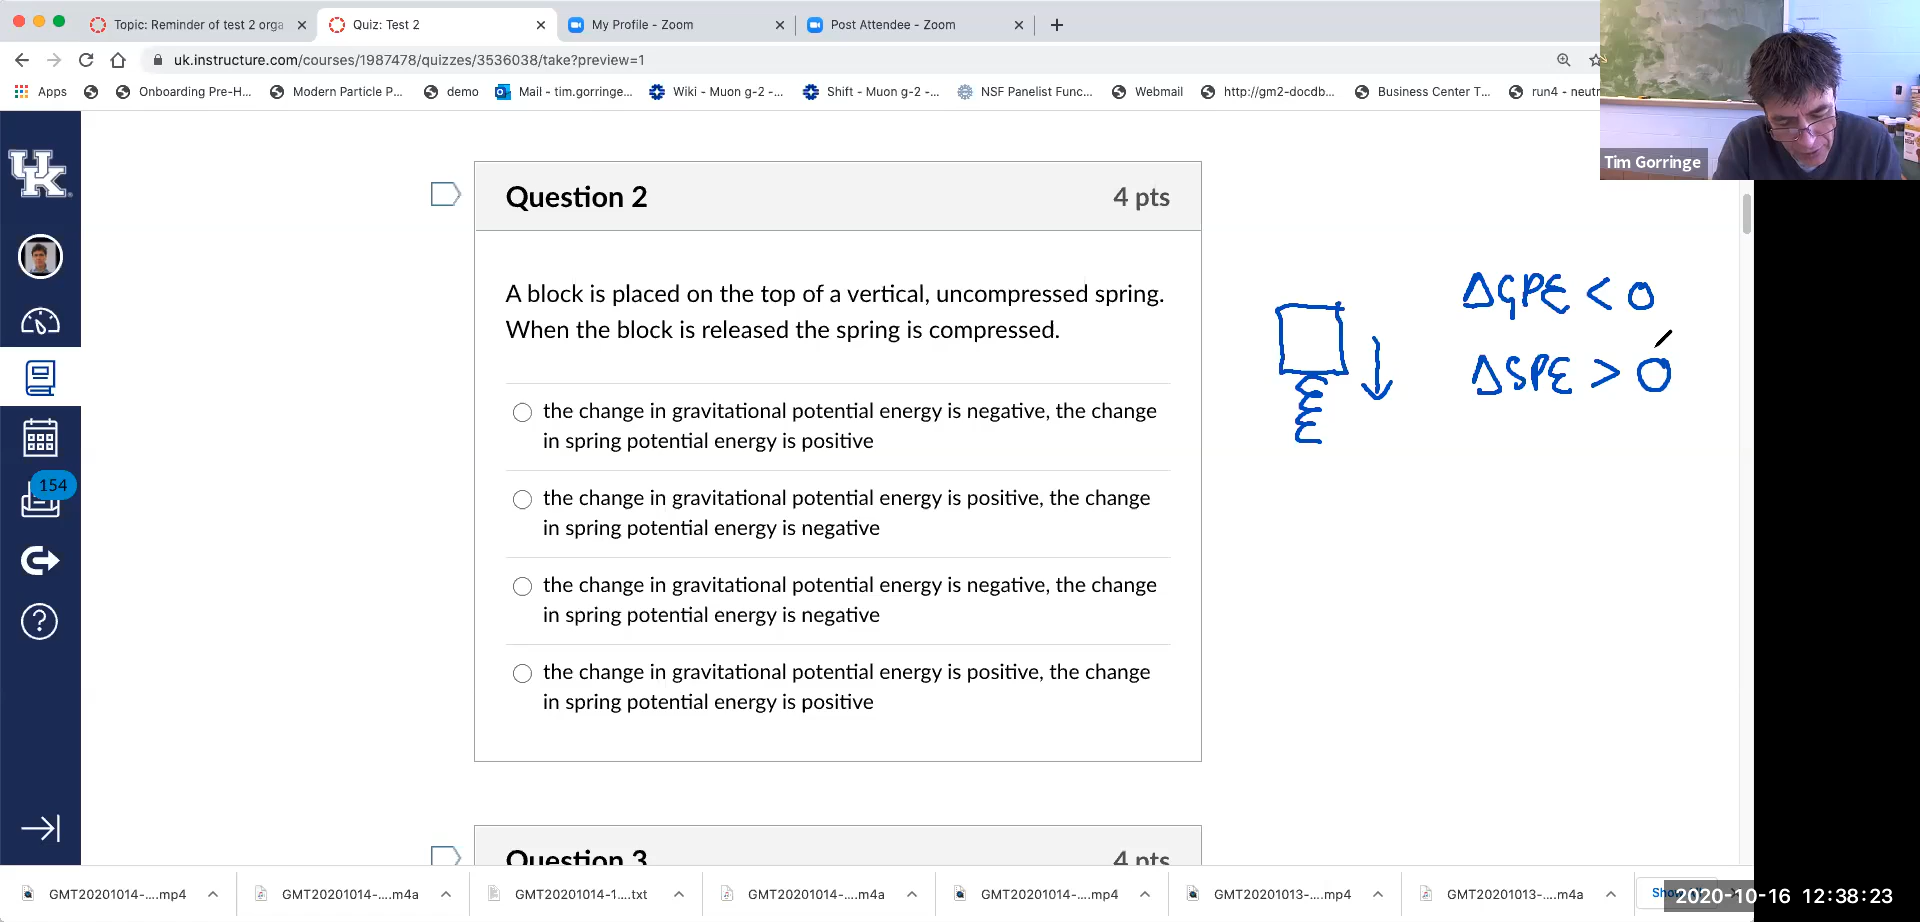 Topic: Reminder of test 2 orga
Quiz: Test 2
My Profile - Zoom
Post Attendee - Zoom
uk.instructure.com/courses/1987478/quizzes/3536038/take?preview=1
Apps
Onboarding Pre-H...
Modern Particle P...
demo
Mail - tim.gorringe...
Wiki - Muon g-2 -...
Shift - Muon g-2 -...
NSF Panelist Func...
Webmail
http://gm2-docdb...
Business Center T...
run4 - neutr
Tim Gorringe
UK
154
Question 2
4 pts
A block is placed on the top of a vertical, uncompressed spring.
When the block is released the spring is compressed.
the change in gravitational potential energy is negative, the change
in spring potential energy is positive
the change in gravitational potential energy is positive, the change
in spring potential energy is negative
the change in gravitational potential energy is negative, the change
in spring potential energy is negative
the change in gravitational potential energy is positive, the change
in spring potential energy is positive
ΔGPE < 0
ΔSPE > 0
Question 3
4 pts
GMT20201014-....mp4
GMT20201014-....m4a
GMT20201014-1....txt
GMT20201014-....m4a
GMT20201014-....mp4
GMT20201013-....mp4
GMT20201013-....m4a
2020-10-16 12:38:23